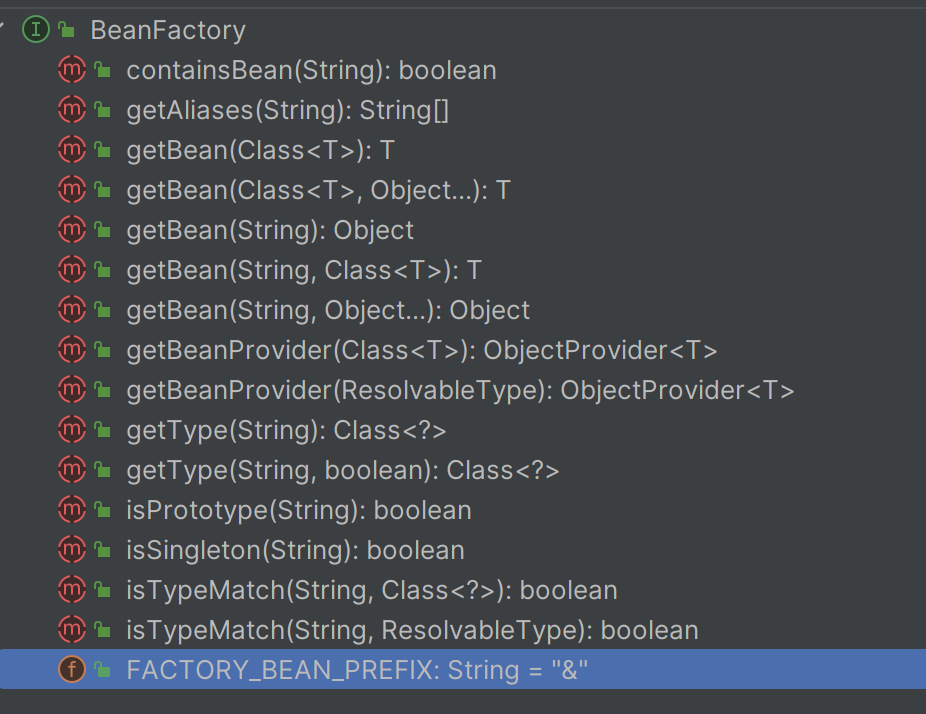 BeanFactory
containsBean(String): boolean
getAliases(String): String[]
getBean(Class<T>): T
getBean(Class<T>, Object...): T
getBean(String): Object
getBean(String, Class<T>): T
getBean(String, Object...): Object
getBeanProvider(Class<T>): ObjectProvider<T>
getBeanProvider(ResolvableType): ObjectProvider<T>
getType(String): Class<?>
getType(String, boolean): Class<?>
isPrototype(String): boolean
isSingleton(String): boolean
isTypeMatch(String, Class<?>): boolean
isTypeMatch(String, ResolvableType): boolean
FACTORY_BEAN_PREFIX: String = "&"